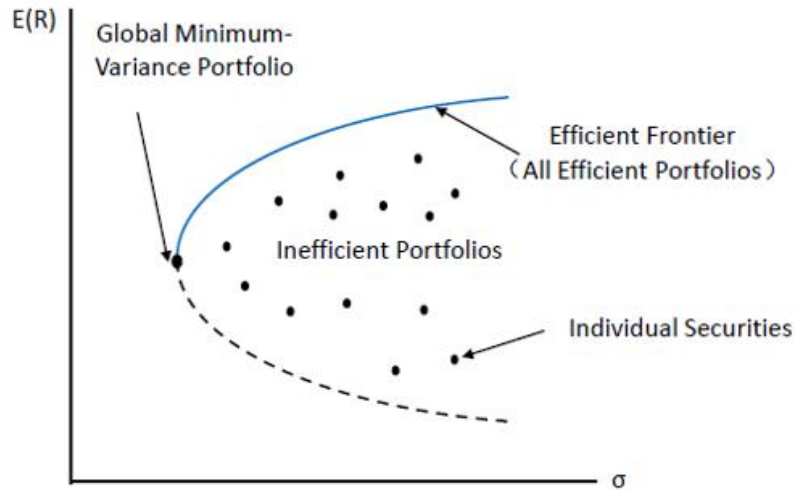 E(R)
Global Minimum-
Variance Portfolio
Efficient Frontier
（All Efficient Portfolios）
Inefficient Portfolios
Individual Securities
σ